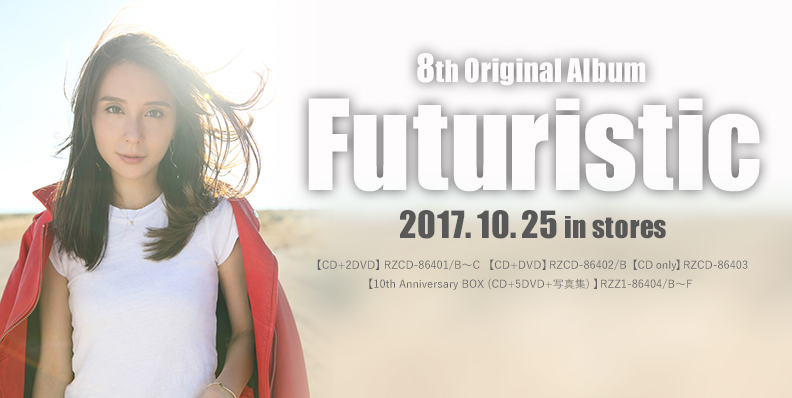 8th Original Album
Futuristic
2017. 10. 25 in stores
【CD+2DVD】RZCD-86401/B～C 【CD+DVD】RZCD-86402/B 【CD only】RZCD-86403
【10th Anniversary BOX (CD+5DVD+写真集) 】RZZ1-86404/B～F